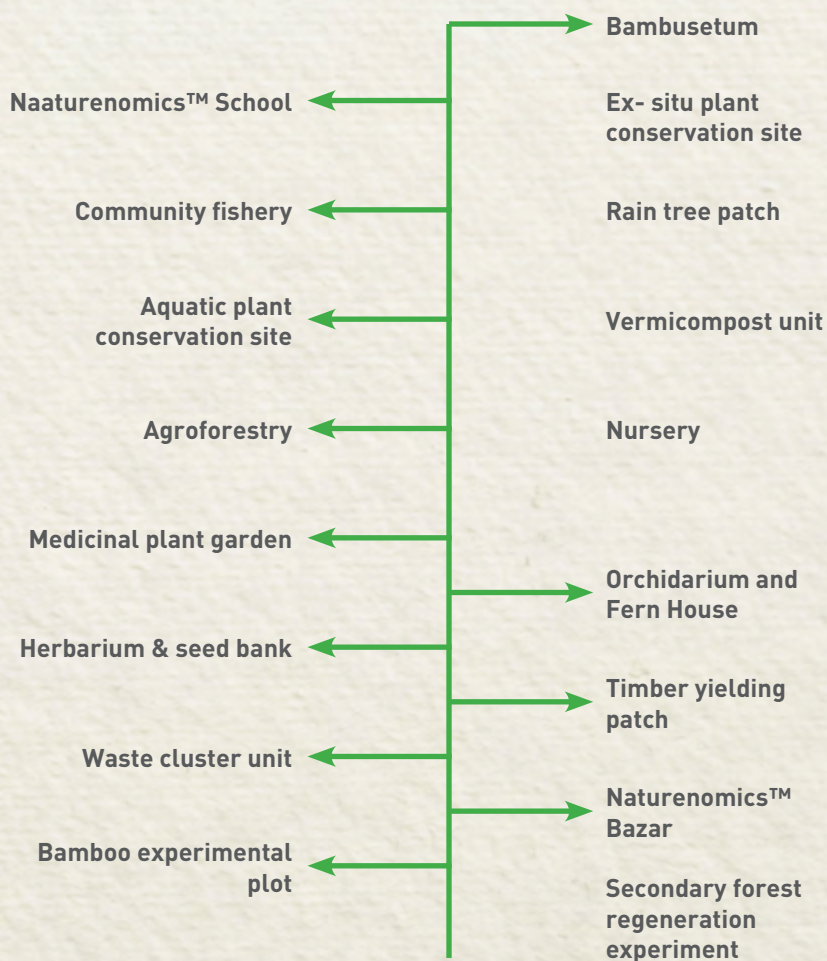 Bambusetum
Naaturenomics™ School
Ex- situ plant
conservation site
Community fishery
Rain tree patch
Aquatic plant
conservation site
Vermicompost unit
Agroforestry
Nursery
Medicinal plant garden
Orchidarium and
Fern House
Herbarium & seed bank
Timber yielding
patch
Waste cluster unit
Naturenomics™
Bazar
Bamboo experimental
plot
Secondary forest
regeneration
experiment